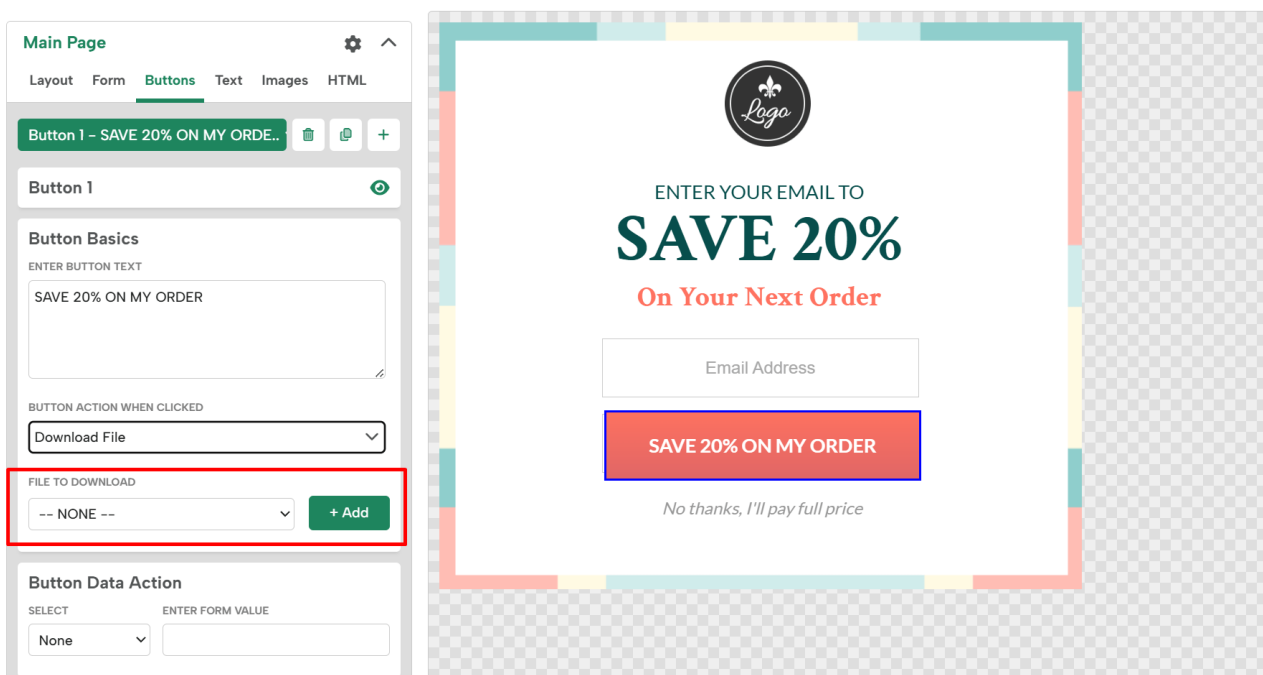 Main Page
Layout Form Buttons Text Images HTML
Button 1 - SAVE 20% ON MY ORDE..
Button 1
Button Basics
ENTER BUTTON TEXT
SAVE 20% ON MY ORDER
BUTTON ACTION WHEN CLICKED
Download File
FILE TO DOWNLOAD
-- NONE --
+ Add
Button Data Action
SELECT ENTER FORM VALUE
None
Logo
ENTER YOUR EMAIL TO
SAVE 20%
On Your Next Order
Email Address
SAVE 20% ON MY ORDER
No thanks, I'll pay full price